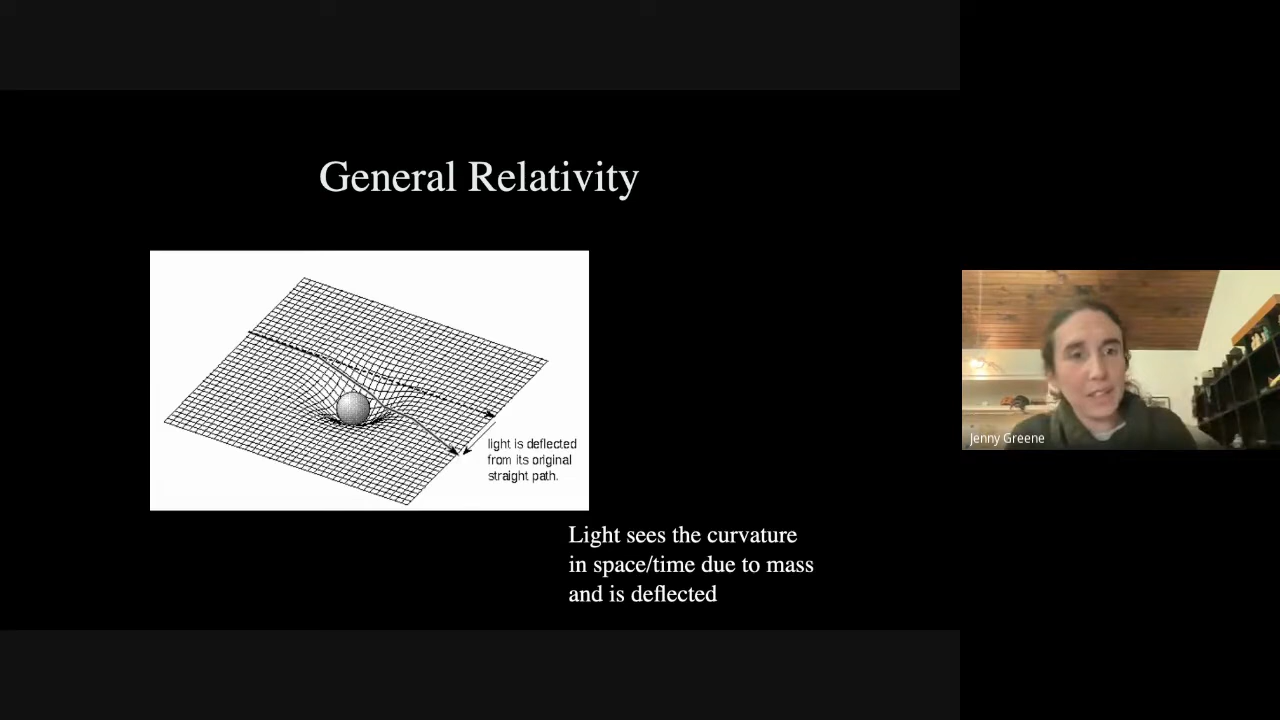 General Relativity
light is deflected
from its original
straight path.
Light sees the curvature
in space/time due to mass
and is deflected
Jenny Greene